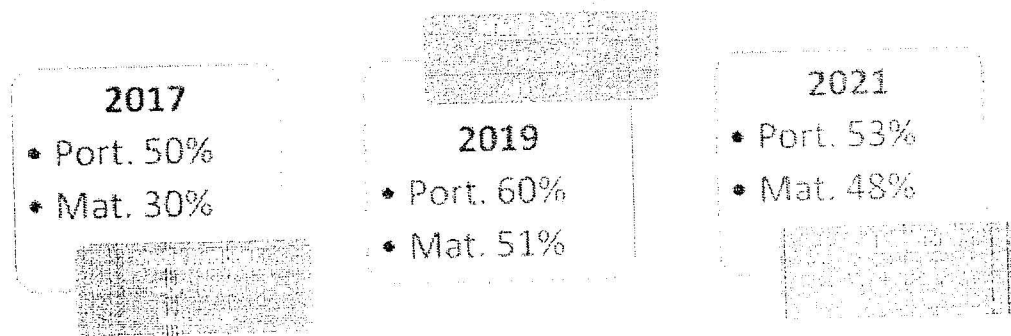 2017
• Port. 50%
• Mat. 30%
2019
• Port. 60%
• Mat. 51%
2021
• Port. 53%
• Mat. 48%